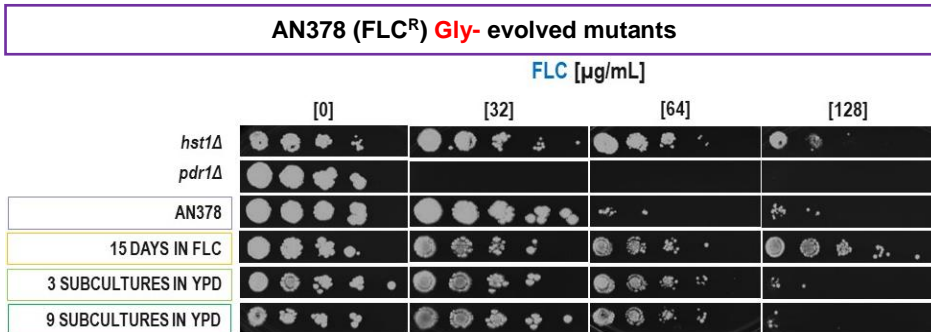 AN378 (FLCᴿ) Gly- evolved mutants
FLC [µg/mL]
[0] [32] [64] [128]
hst1Δ
pdr1Δ
AN378
15 DAYS IN FLC
3 SUBCULTURES IN YPD
9 SUBCULTURES IN YPD